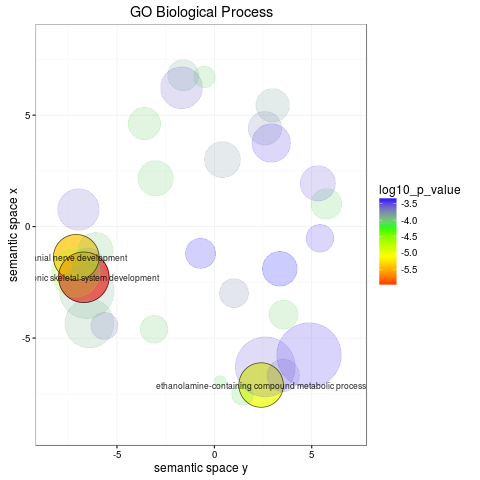 GO Biological Process
semantic space x
5
0
-5
anial nerve development
onic skeletal system development
ethanolamine-containing compound metabolic process
-5
0
5
semantic space y
log10_p_value
-3.5
-4.0
-4.5
-5.0
-5.5